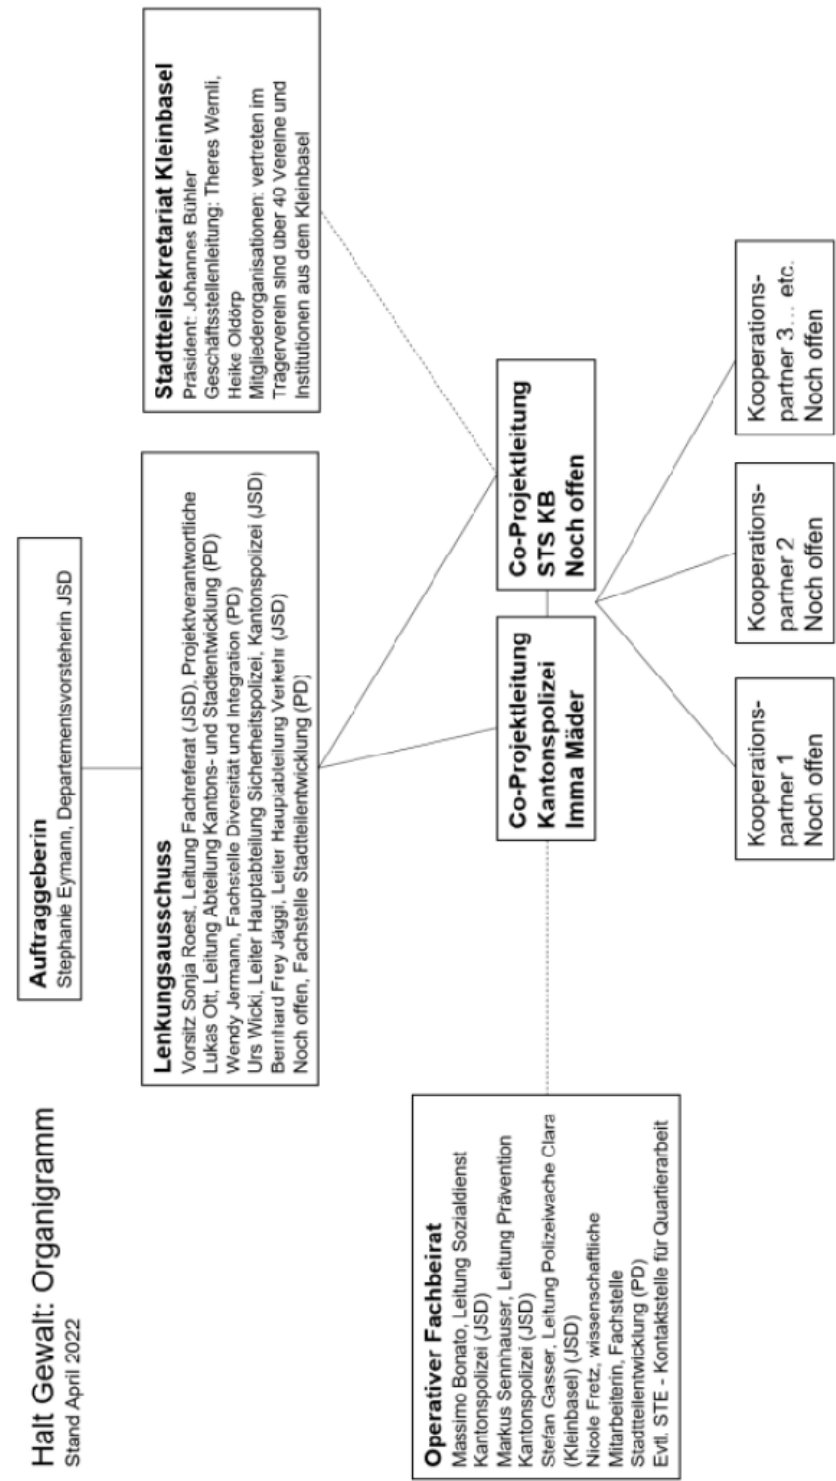 Halt Gewalt: Organigramm
Stand April 2022
Auftraggeberin
Stephanie Eymann, Departementsvorsteherin JSD
Lenkungsausschuss
Vorsitz Sonja Roest, Leitung Fachreferat (JSD), Projektverantwortliche
Lukas Ott, Leitung Abteilung Kantons- und Stadtentwicklung (PD)
Wendy Jermann, Fachstelle Diversität und Integration (PD)
Urs Wicki, Leiter Hauptabteilung Sicherheitspolizei, Kantonspolizei (JSD)
Bernhard Frey Jäggi, Leiter Hauptabteilung Verkehr (JSD)
Noch offen, Fachstelle Stadtteilentwicklung (PD)
Stadtteilsekretariat Kleinbasel
Präsident: Johannes Bühler
Geschäftsstellenleitung: Theres Wernli,
Heike Oldörp
Mitgliederorganisationen: vertreten im
Trägerverein sind über 40 Vereine und
Institutionen aus dem Kleinbasel
Operativer Fachbeirat
Massimo Bonato, Leitung Sozialdienst
Kantonspolizei (JSD)
Markus Sennhauser, Leitung Prävention
Kantonspolizei (JSD)
Stefan Gasser, Leitung Polizeiwache Clara
(Kleinbasel) (JSD)
Nicole Fretz, wissenschaftliche
Mitarbeiterin, Fachstelle
Stadtteilentwicklung (PD)
Evtl. STE - Kontaktstelle für Quartierarbeit
Co-Projektleitung
Kantonspolizei
Imma Mäder
Co-Projektleitung
STS KB
Noch offen
Kooperations-
partner 1
Noch offen
Kooperations-
partner 2
Noch offen
Kooperations-
partner 3... etc.
Noch offen